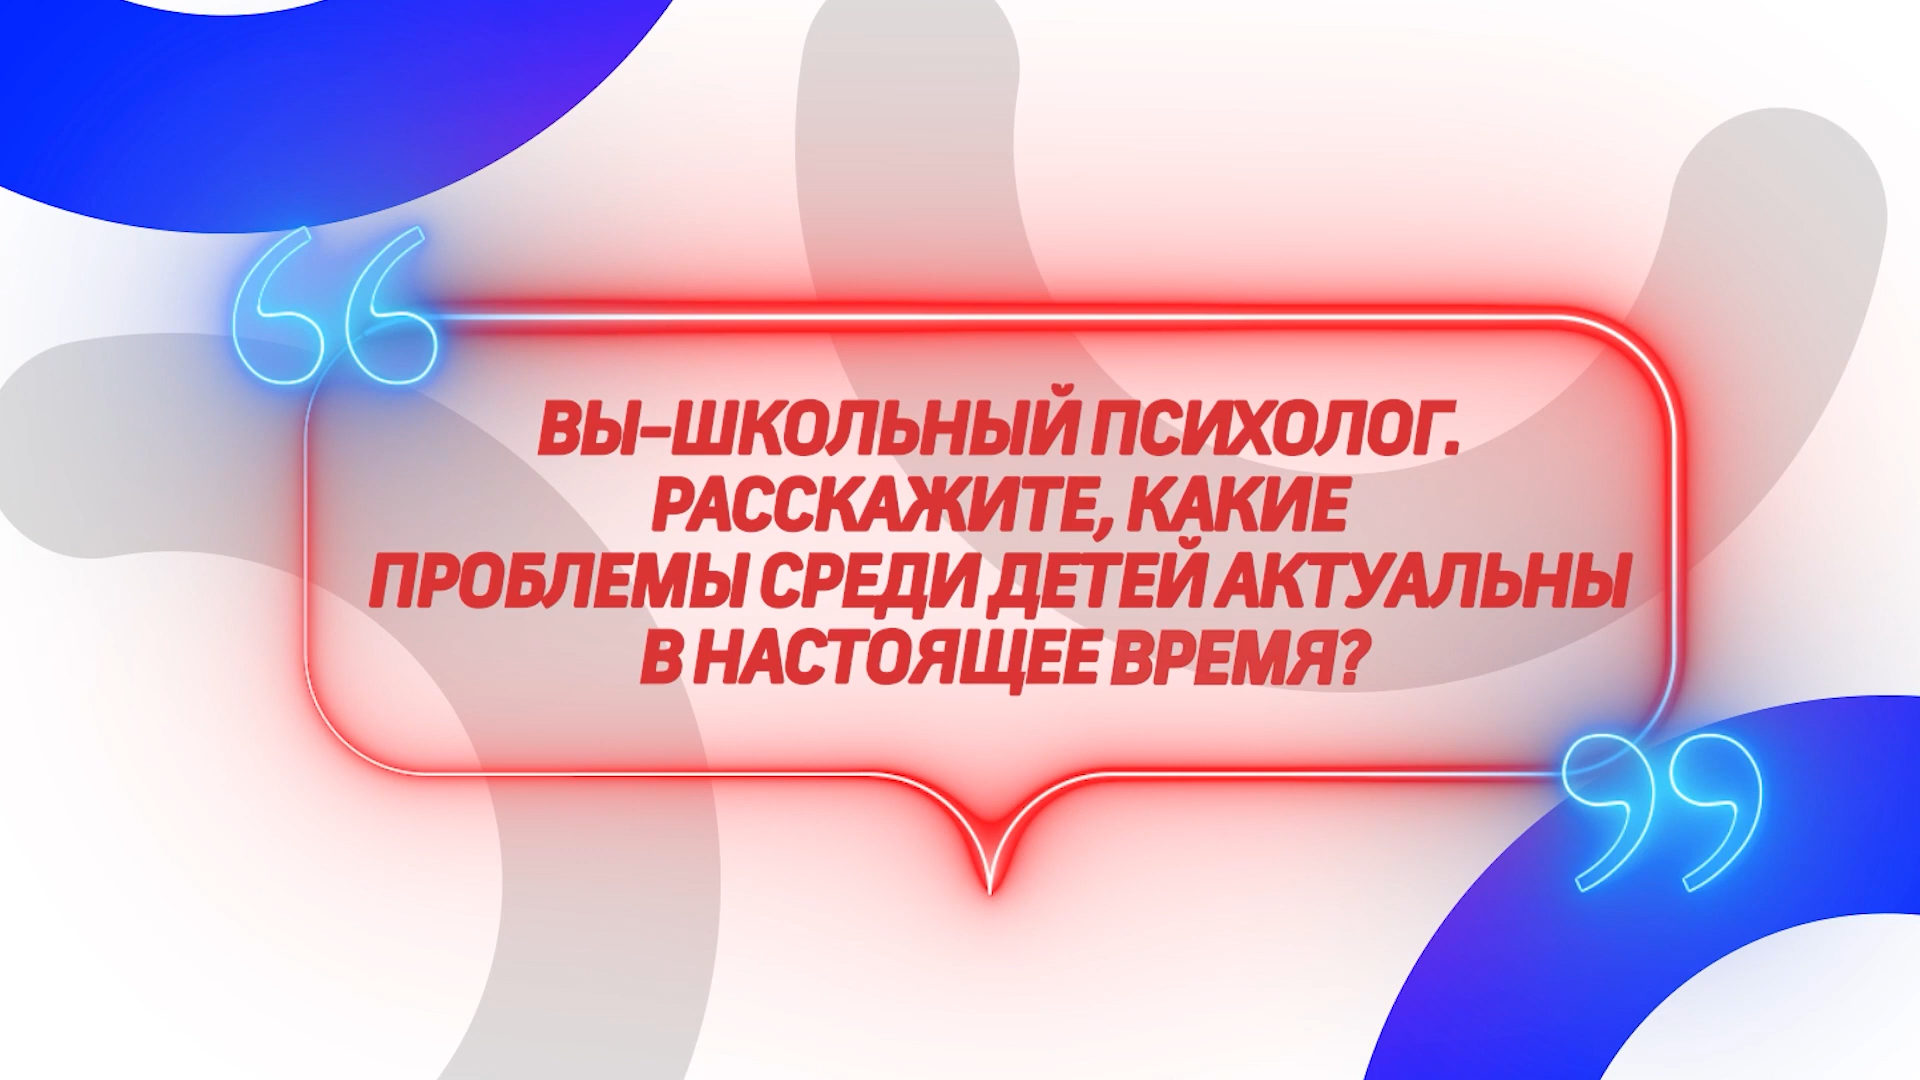 ВЫ-ШКОЛЬНЫЙ ПСИХОЛОГ.
РАССКАЖИТЕ, КАКИЕ
ПРОБЛЕМЫ СРЕДИ ДЕТЕЙ АКТУАЛЬНЫ
В НАСТОЯЩЕЕ ВРЕМЯ?